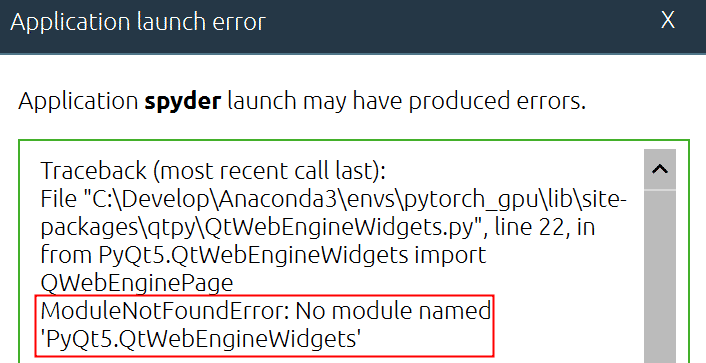 Application launch error X
Application spyder launch may have produced errors.
Traceback (most recent call last):
File "C:\Develop\Anaconda3\envs\pytorch_gpu\lib\site-
packages\qtpy\QtWebEngineWidgets.py", line 22, in
from PyQt5.QtWebEngineWidgets import
QWebEnginePage
ModuleNotFoundError: No module named
'PyQt5.QtWebEngineWidgets'